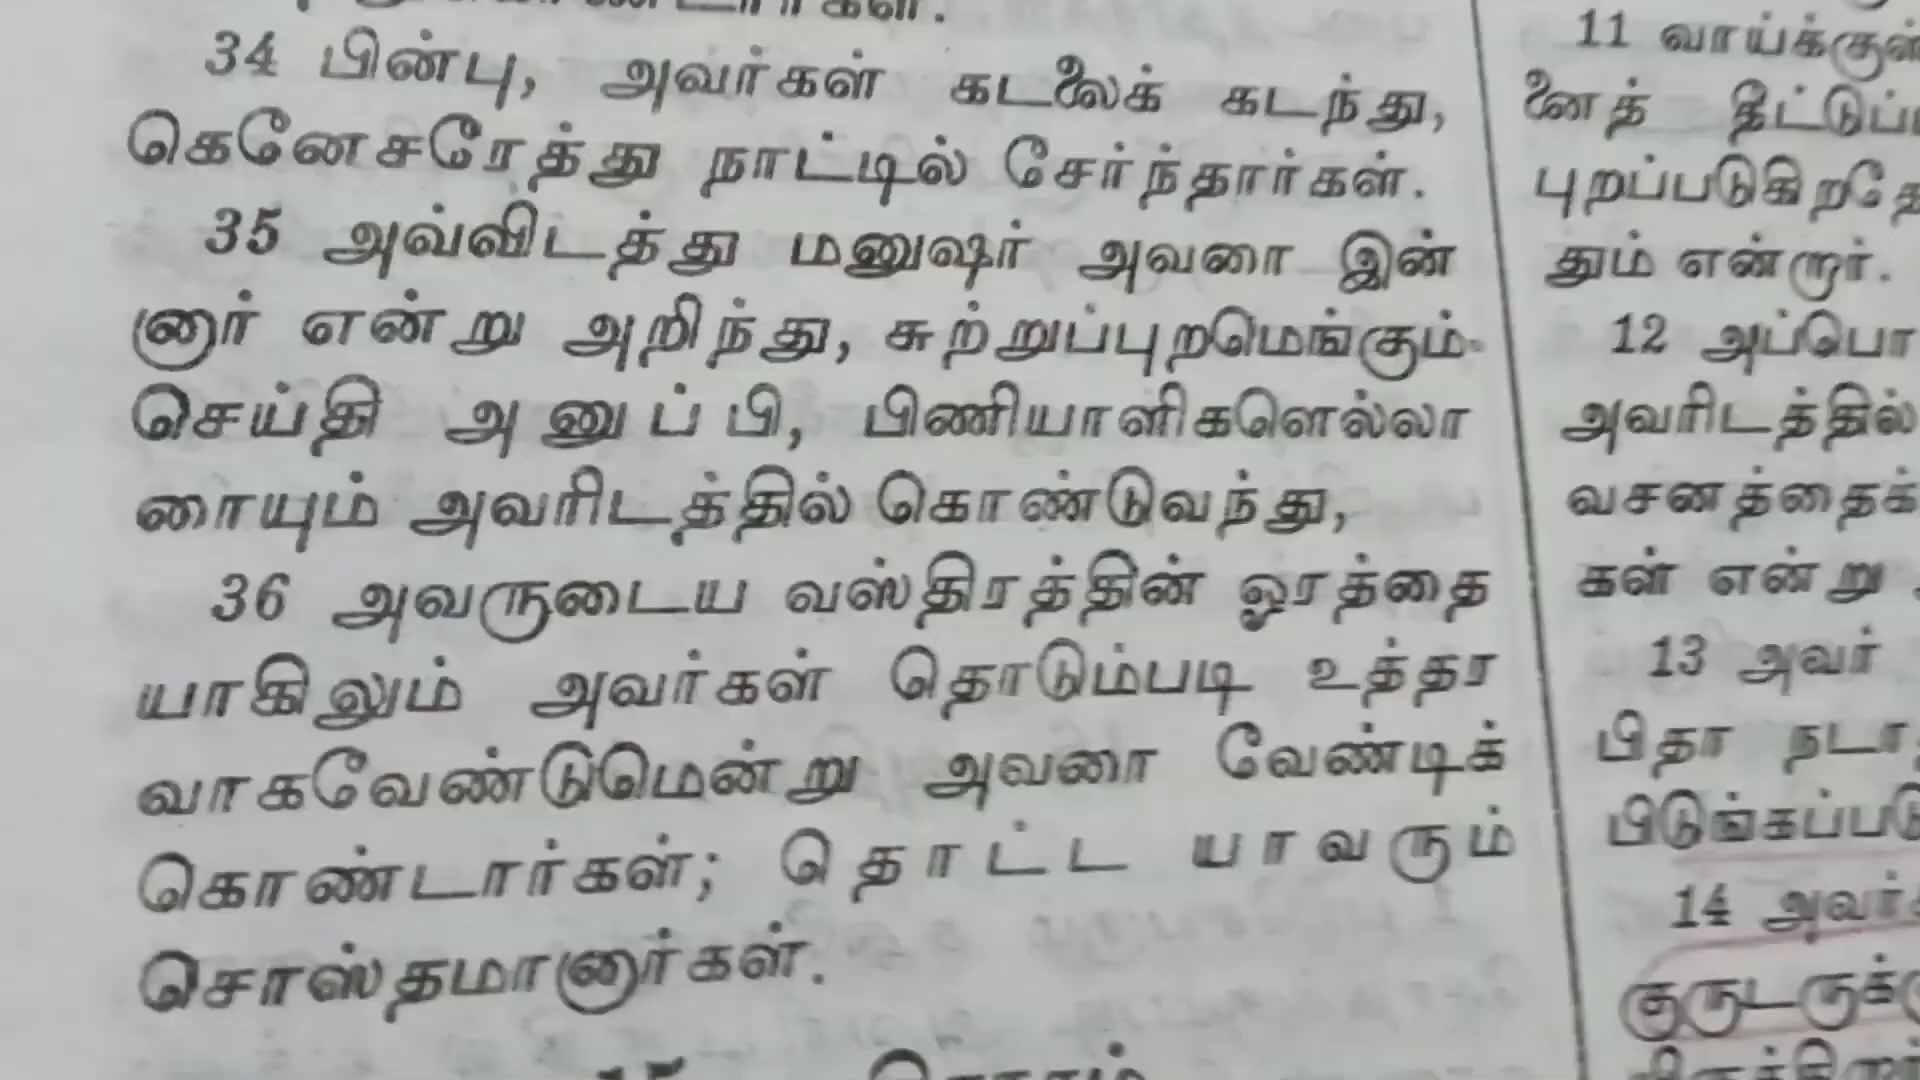 34 பின்பு, அவர்கள் கடலைக் கடந்து,
கெனேசரேத்து நாட்டில் சேர்ந்தார்கள்.
35 அவ்விடத்து மனுஷர் அவரை இன்
னார் என்று அறிந்து, சுற்றுப்புறமெங்கும்
செய்தி அனுப்பி, பிணியாளிகளெல்லா
ரையும் அவரிடத்தில் கொண்டுவந்து,
36 அவருடைய வஸ்திரத்தின் ஓரத்தை
யாகிலும் அவர்கள் தொடும்படி உத்தர
வாகவேண்டுமென்று அவரை வேண்டிக்
கொண்டார்கள்; தொட்ட யாவரும்
சொஸ்தமானார்கள்.
11 வாய்க்குள்
னைத் தீட்டுப்
புறப்படுகிறதே
தும் என்றார்.
12 அப்பொ
அவரிடத்தில்
வசனத்தைக்
கள் என்று
13 அவர்
பிதா நடா
பிடுங்கப்படு
14 அவர்
குருடருக்கு